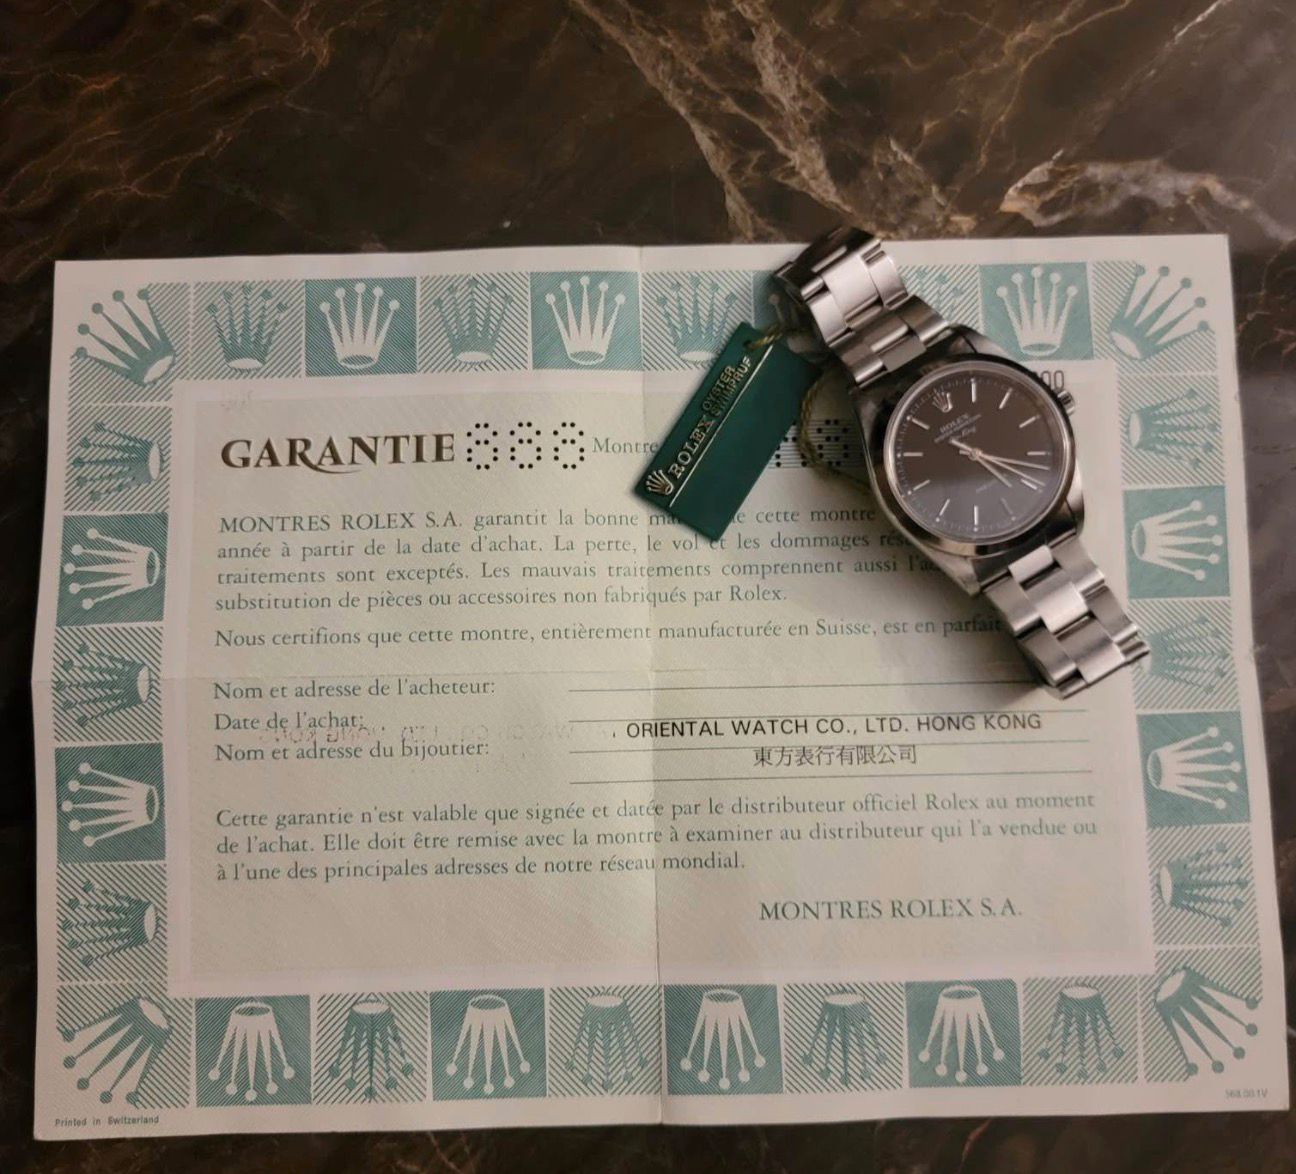 GARANTIE 888 Montre
00
ROLEX OYSTER SWIMPRUF
ROLEX
MONTRES ROLEX S.A. garantit la bonne ce cette montre
année à partir de la date d'achat. La perte, le vol et les dommages
traitements sont exceptés. Les mauvais traitements comprennent aussi
substitution de pièces ou accessoires non fabriqués par Rolex.
Nous certifions que cette montre, entièrement manufacturée en Suisse, est en parfait
Nom et adresse de l'acheteur:
Date de l'achat:
ORIENTAL WATCH CO., LTD. HONG KONG
Nom et adresse du bijoutier:
東方表行有限公司
Cette garantie n'est valable que signée et datée par le distributeur officiel Rolex au moment
de l'achat. Elle doit être remise avec la montre à examiner au distributeur qui l'a vendue ou
à l'une des principales adresses de notre réseau mondial.
MONTRES ROLEX S.A.
Printed in Switzerland